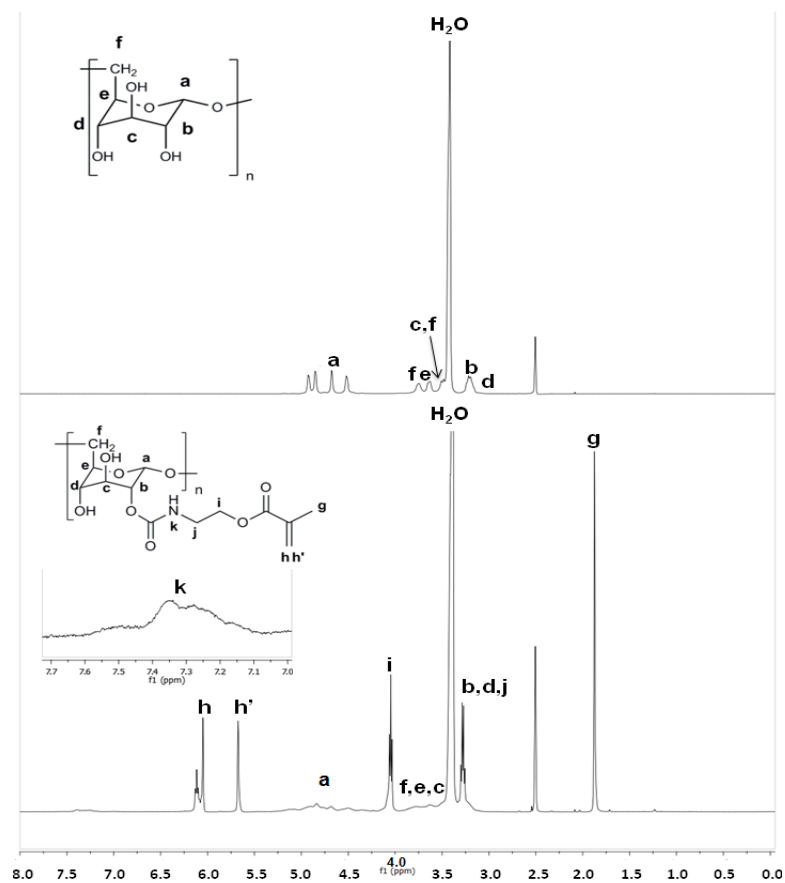 H₂O
f
CH₂
OH
a
e
O
O
d
b
c
OH
OH
n
c,f
a
f e
b
d
H₂O
g
f
CH₂
OH
a
e
O
O
n
d
c
b
OH
O
H
N
k
i
O
g
j
O
O
h h'
k
7.7 7.6 7.5 7.4 7.3 7.2 7.1 7.0
f1 (ppm)
i
b,d,j
h
h’
a
f,e,c
8.0 7.5 7.0 6.5 6.0 5.5 5.0 4.5 4.0 3.5 3.0 2.5 2.0 1.5 1.0 0.5 0.0
f1 (ppm)